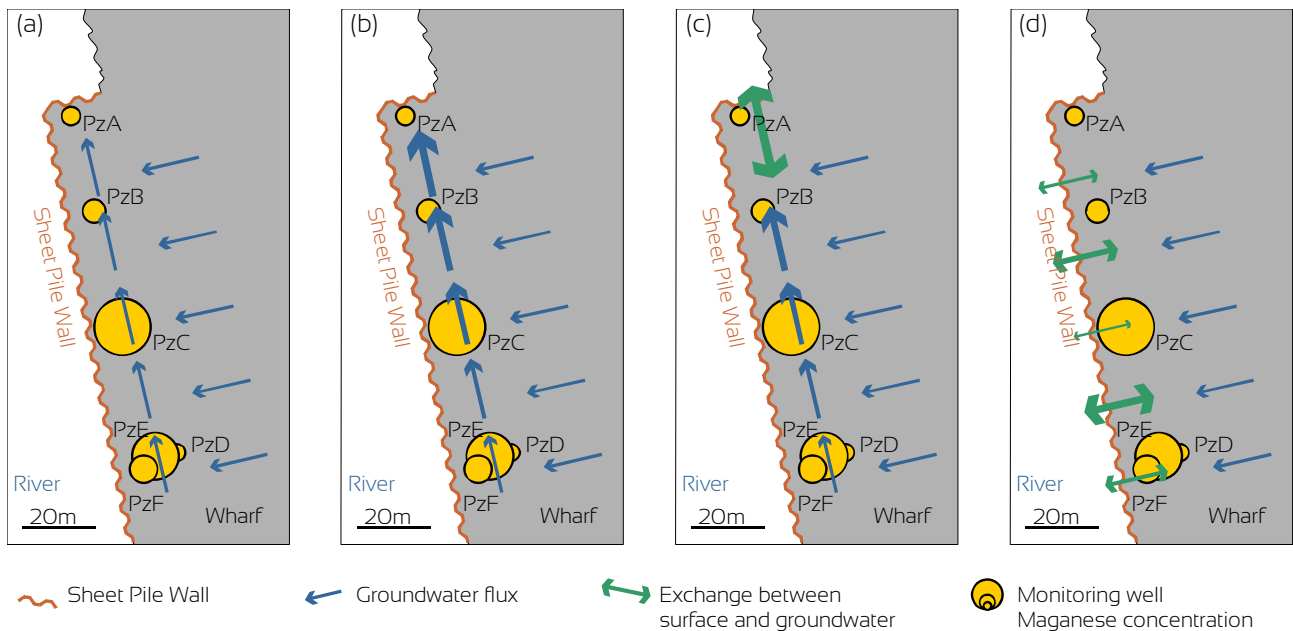 (a)
PzA
PzB
Sheet Pile Wall
PzC
PzE
PzD
River
PzF
20m
Wharf
(b)
PzA
PzB
Sheet Pile Wall
PzC
PzE
PzD
River
PzF
20m
Wharf
(c)
PzA
PzB
Sheet Pile Wall
PzC
PzE
PzD
River
PzF
20m
Wharf
(d)
PzA
PzB
Sheet Pile Wall
PzC
PzE
PzD
River
PzF
20m
Wharf
Sheet Pile Wall
Groundwater flux
Exchange between
surface and groundwater
Monitoring well
Maganese concentration